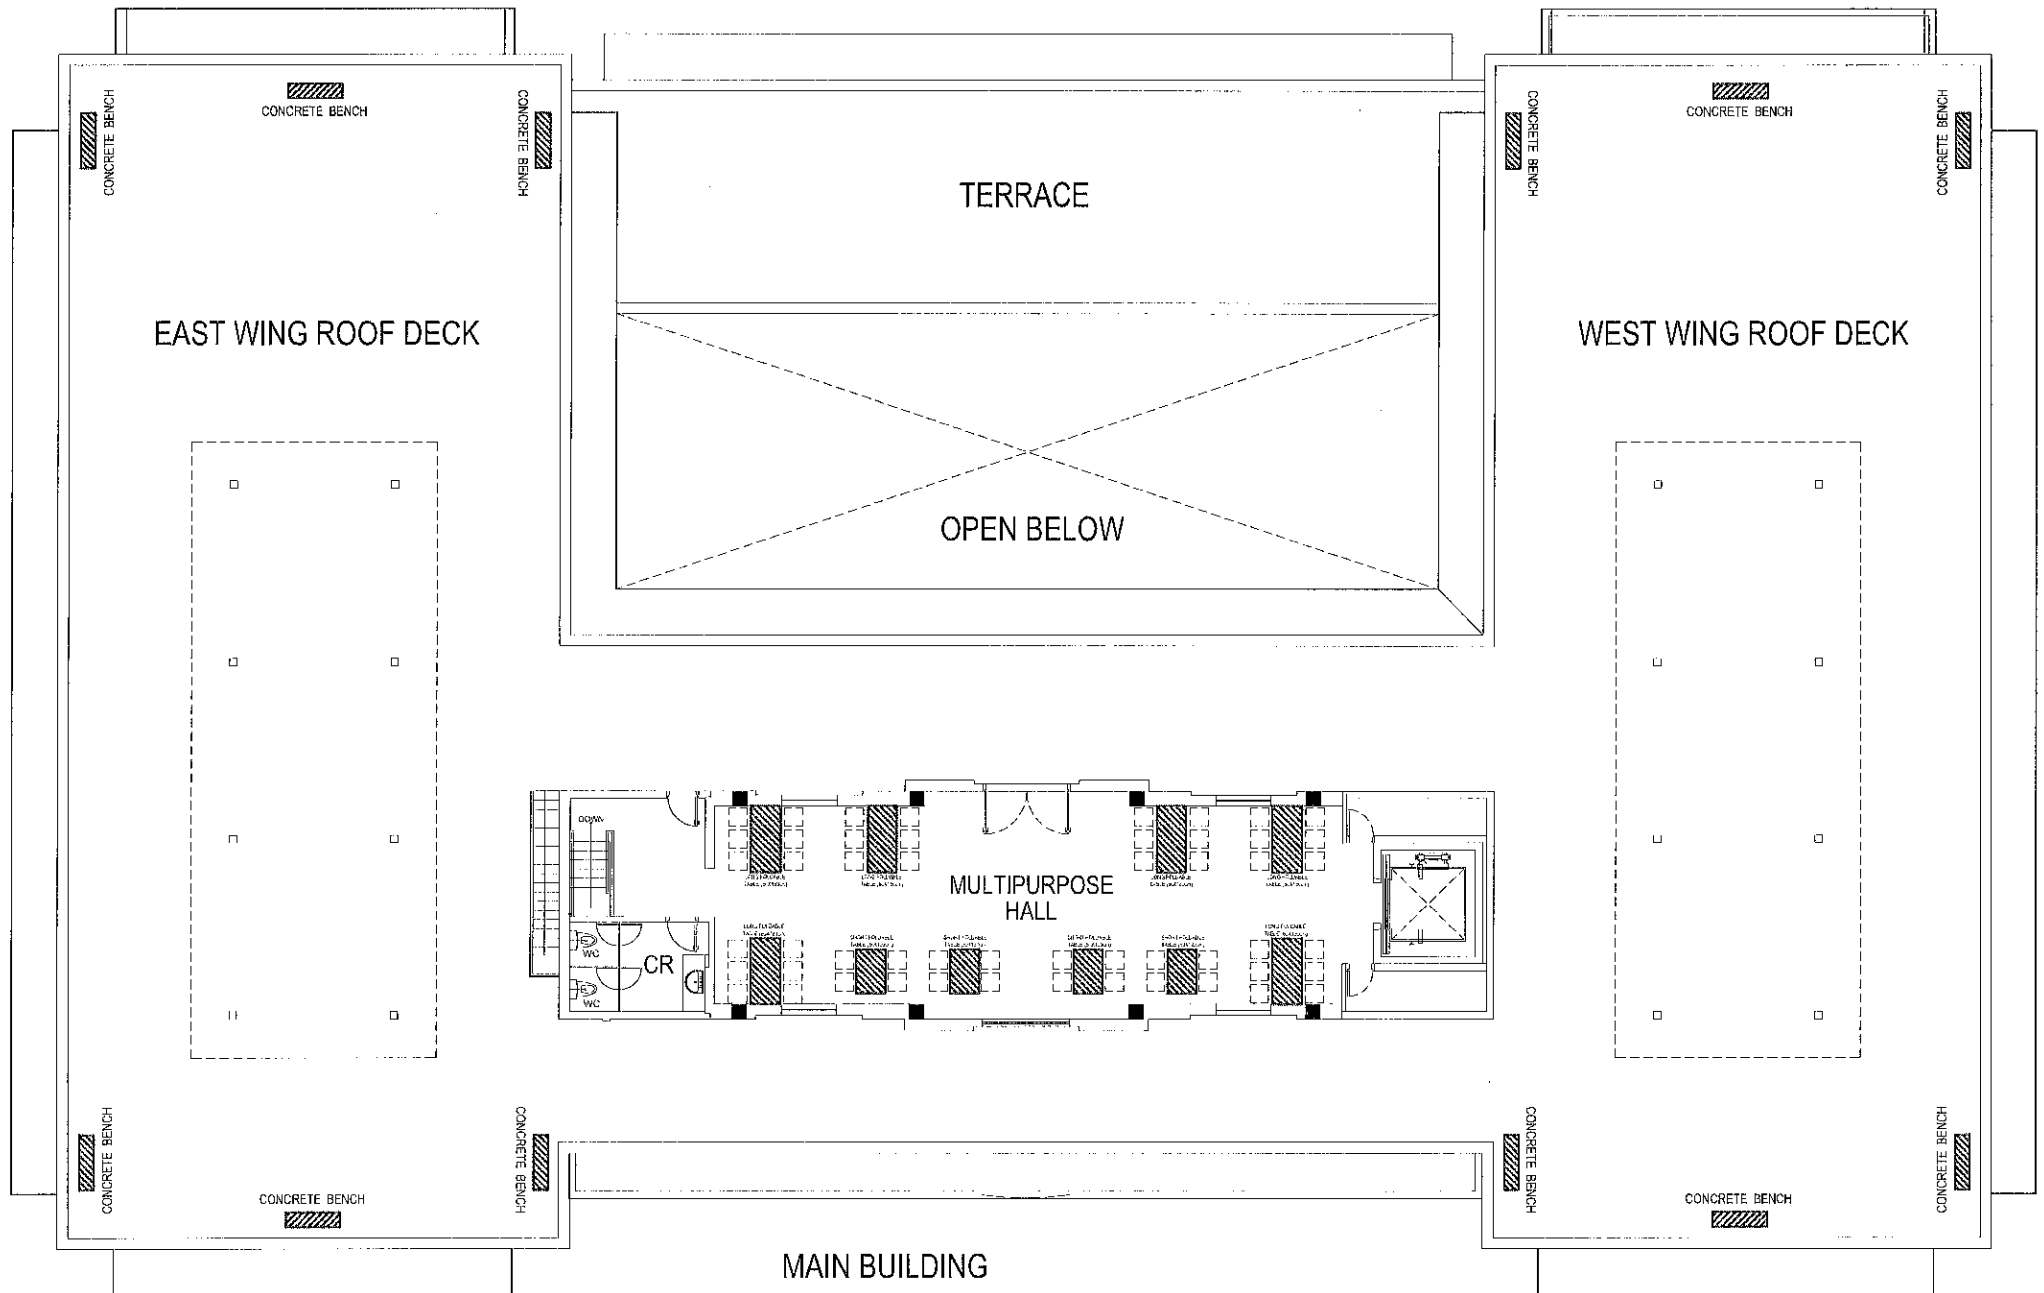 CONCRETE BENCH
CONCRETE BENCH
CONCRETE BENCH
CONCRETE BENCH
CONCRETE BENCH
CONCRETE BENCH
TERRACE
EAST WING ROOF DECK
WEST WING ROOF DECK
OPEN BELOW
DOWN
MULTIPURPOSE
HALL
WC
CR
WC
CONCRETE BENCH
CONCRETE BENCH
CONCRETE BENCH
CONCRETE BENCH
CONCRETE BENCH
CONCRETE BENCH
MAIN BUILDING